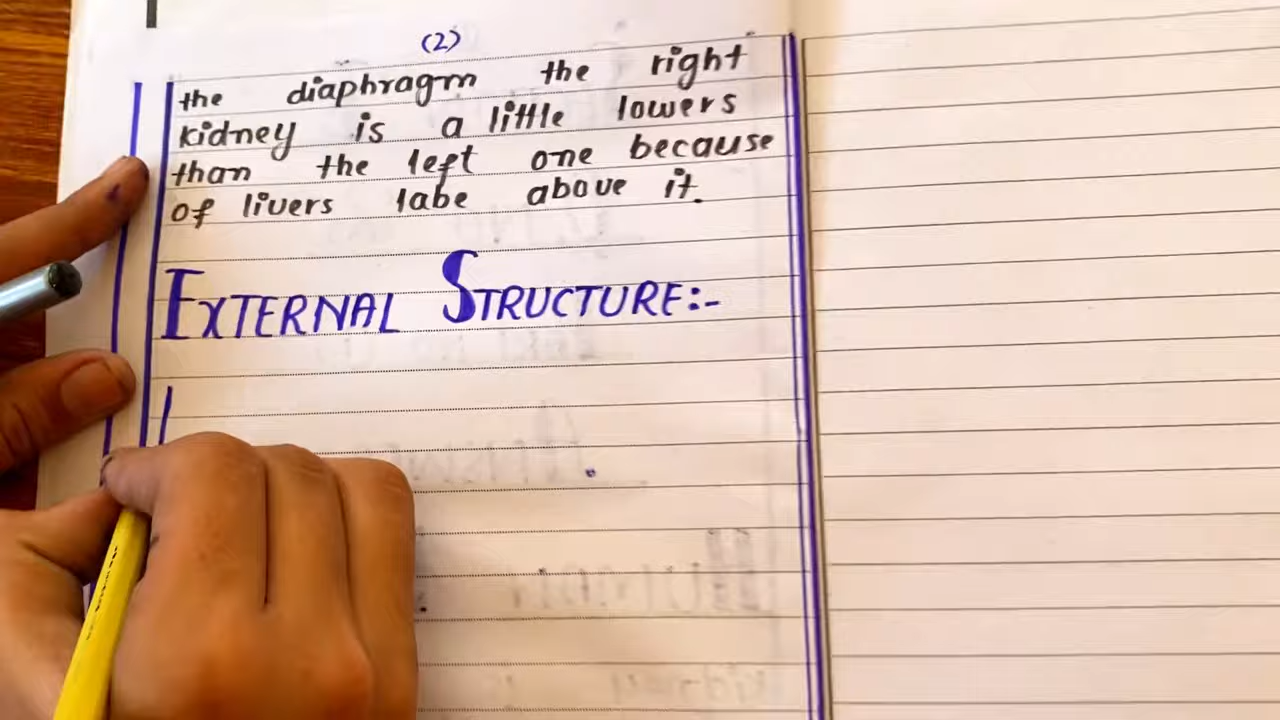 (2)
the diaphragm the right
kidney is a little lowers
than the left one because
of livers labe above it.
EXTERNAL STRUCTURE:-